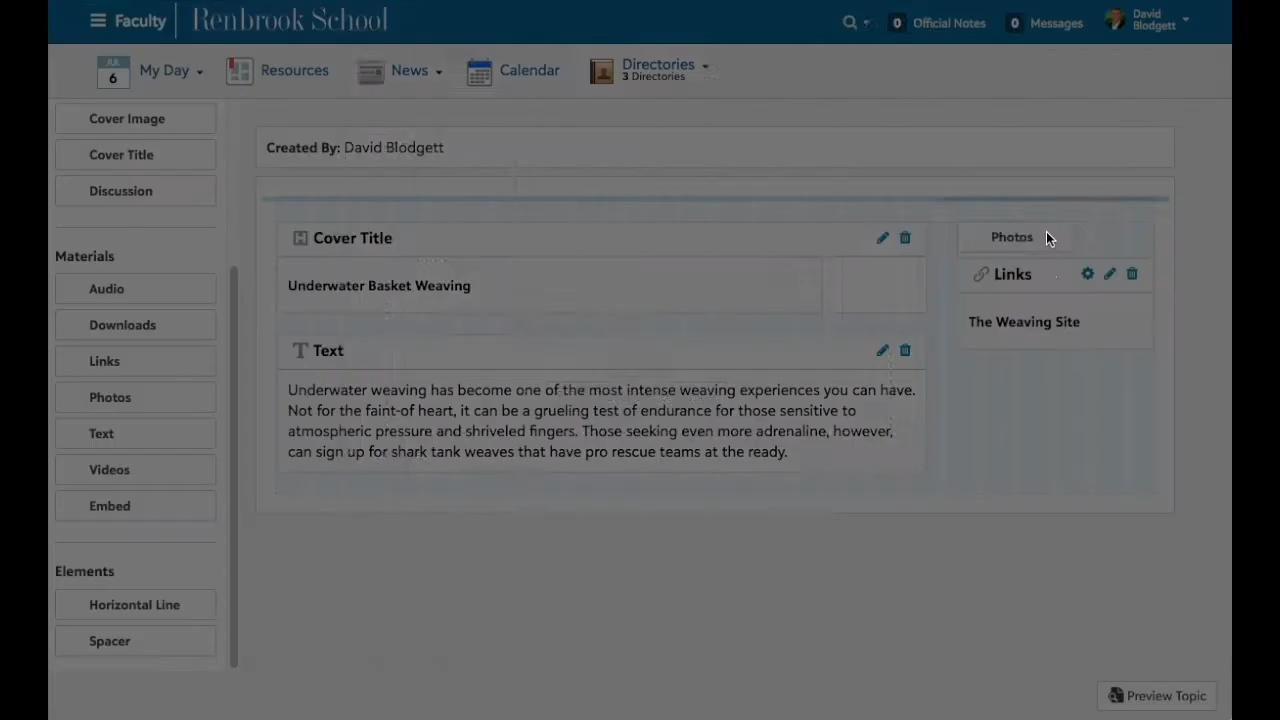 Faculty
Renbrook School
0 Official Notes
0 Messages
David
Blodgett
JUL
6
My Day
Resources
News
Calendar
Directories
3 Directories
Cover Image
Cover Title
Discussion
Materials
Audio
Downloads
Links
Photos
Text
Videos
Embed
Elements
Horizontal Line
Spacer
Created By: David Blodgett
Cover Title
Underwater Basket Weaving
Text
Underwater weaving has become one of the most intense weaving experiences you can have.
Not for the faint-of heart, it can be a grueling test of endurance for those sensitive to
atmospheric pressure and shriveled fingers. Those seeking even more adrenaline, however,
can sign up for shark tank weaves that have pro rescue teams at the ready.
Photos
Links
The Weaving Site
Preview Topic